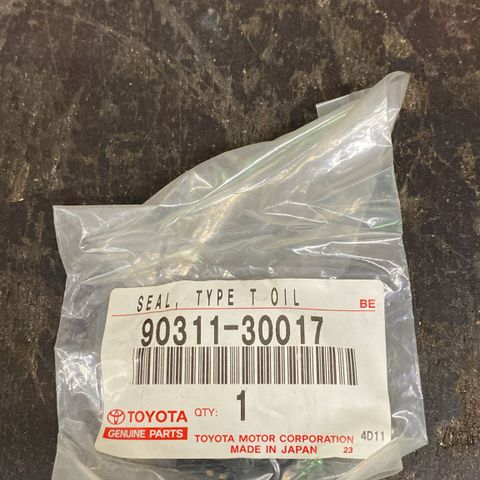 SEAL, TYPE T OIL
BE
90311-30017
TOYOTA
GENUINE PARTS
QTY: 1
TOYOTA MOTOR CORPORATION 4D11
MADE IN JAPAN 23